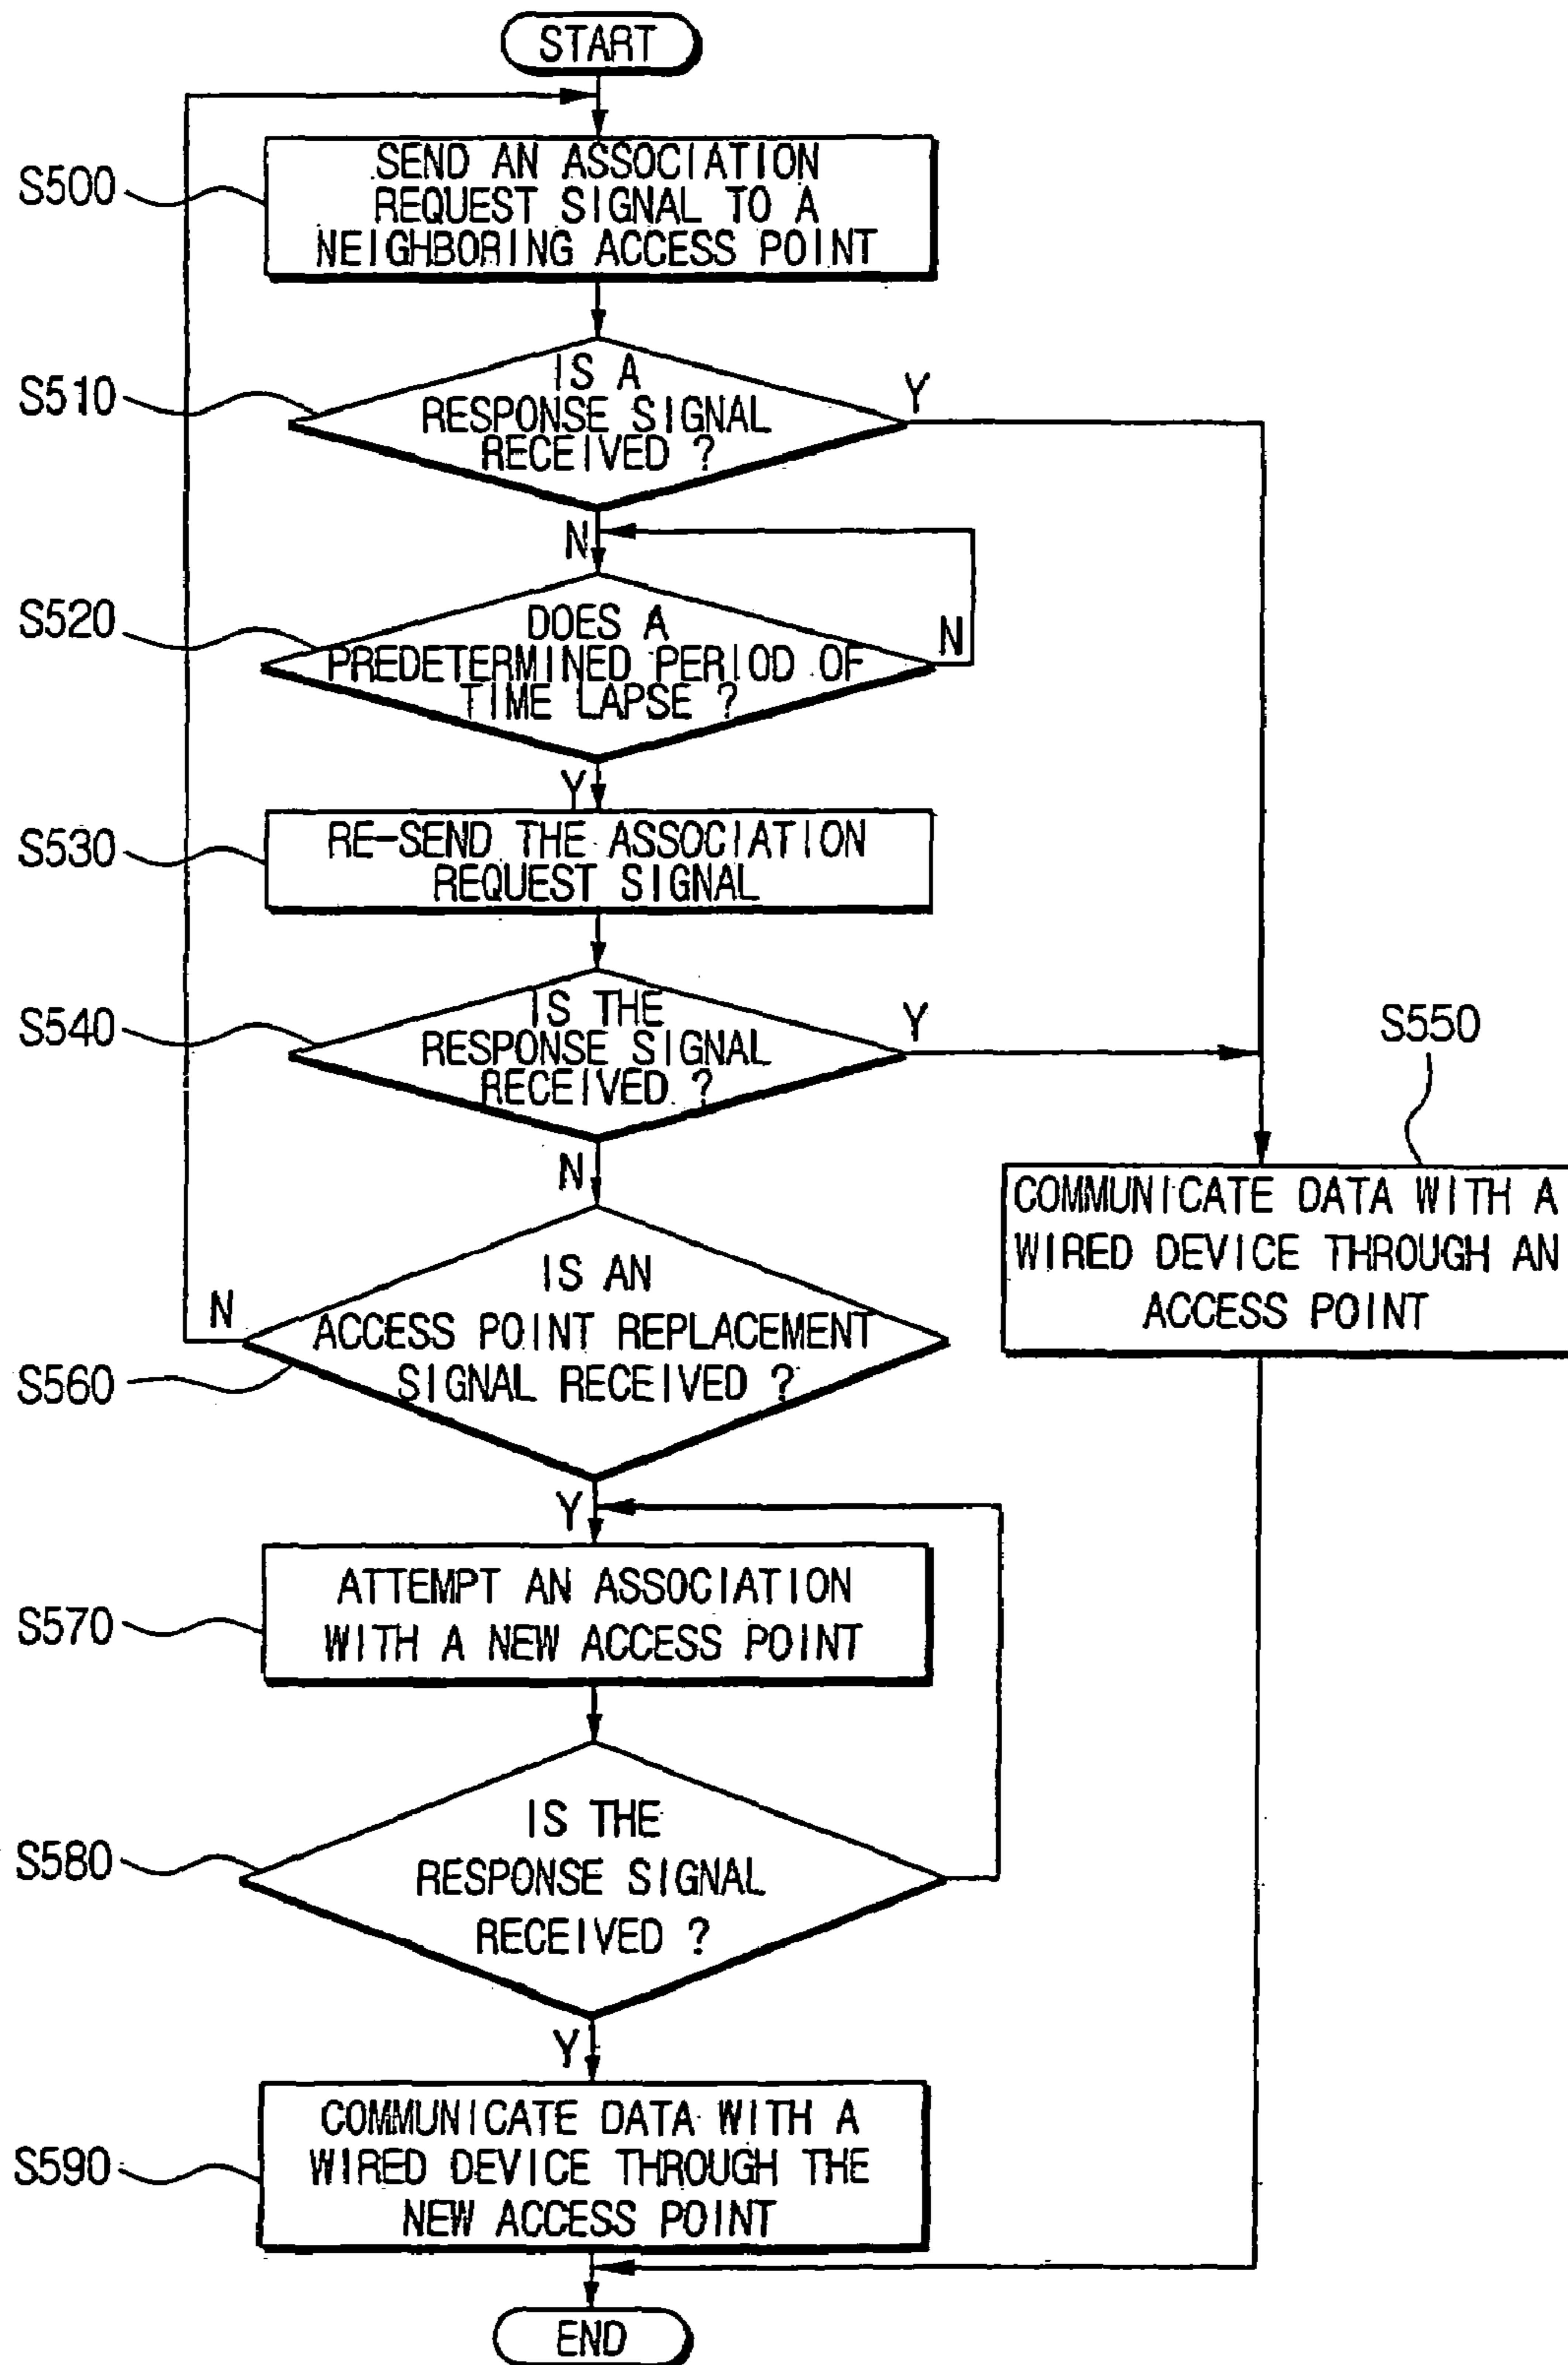 START
S500
SEND AN ASSOCIATION
REQUEST SIGNAL TO A
NEIGHBORING ACCESS POINT
S510
IS A
RESPONSE SIGNAL
RECEIVED ?
Y
N
S520
DOES A
PREDETERMINED PERIOD OF
TIME LAPSE ?
N
Y
S530
RE-SEND THE ASSOCIATION
REQUEST SIGNAL
S540
IS THE
RESPONSE SIGNAL
RECEIVED ?
Y
N
S550
COMMUNICATE DATA WITH A
WIRED DEVICE THROUGH AN
ACCESS POINT
S560
IS AN
ACCESS POINT REPLACEMENT
SIGNAL RECEIVED ?
N
Y
S570
ATTEMPT AN ASSOCIATION
WITH A NEW ACCESS POINT
S580
IS THE
RESPONSE SIGNAL
RECEIVED ?
Y
S590
COMMUNICATE DATA WITH A
WIRED DEVICE THROUGH THE
NEW ACCESS POINT
END